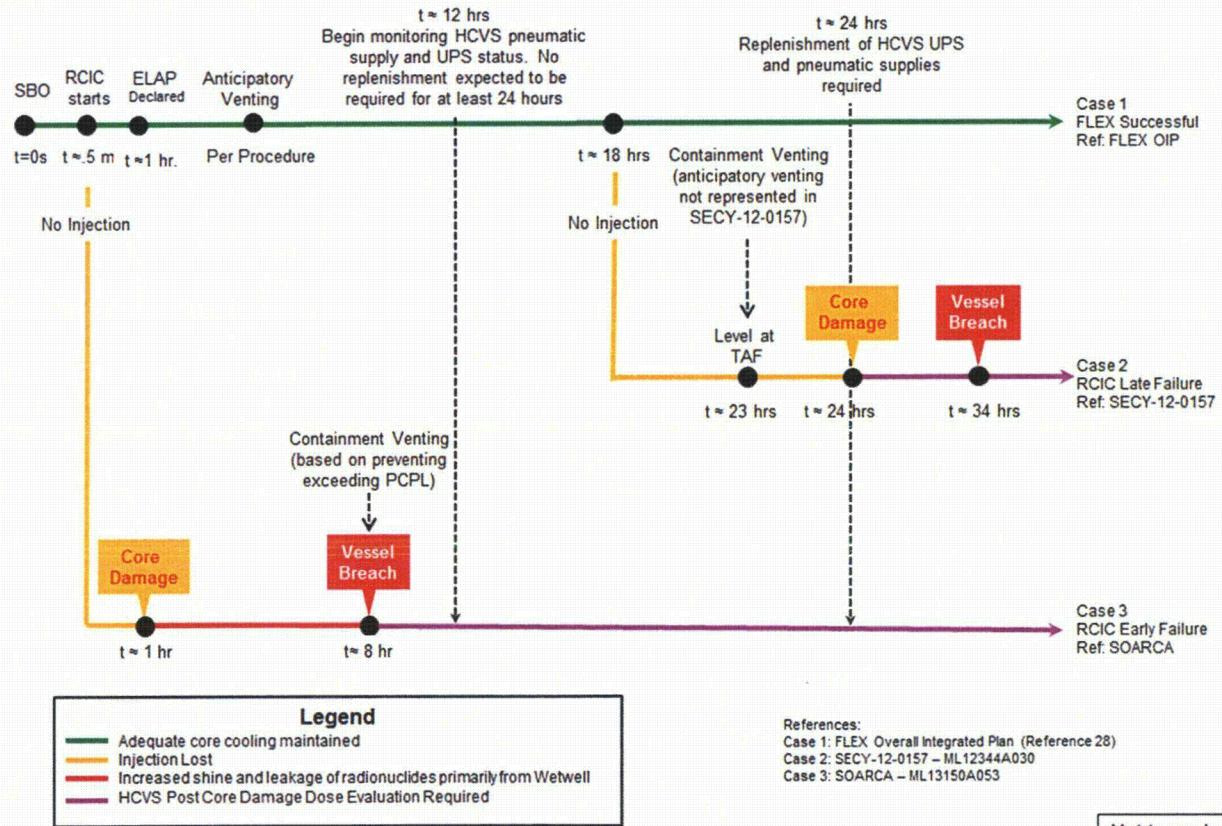 t ≈ 12 hrs
Begin monitoring HCVS pneumatic
supply and UPS status. No
replenishment expected to be
required for at least 24 hours
t ≈ 24 hrs
Replenishment of HCVS UPS
and pneumatic supplies
required
SBO
RCIC
starts
ELAP
Declared
Anticipatory
Venting
t=0s
t ≈.5 m
t ≈1 hr.
Per Procedure
t ≈ 18 hrs
Case 1
FLEX Successful
Ref: FLEX OIP
No Injection
No Injection
Containment Venting
(anticipatory venting
not represented in
SECY-12-0157)
Level at
TAF
Core
Damage
Vessel
Breach
t ≈ 23 hrs
t ≈ 24 hrs
t ≈ 34 hrs
Case 2
RCIC Late Failure
Ref: SECY-12-0157
Containment Venting
(based on preventing
exceeding PCPL)
Core
Damage
Vessel
Breach
t ≈ 1 hr
t≈ 8 hr
Case 3
RCIC Early Failure
Ref: SOARCA
Legend
Adequate core cooling maintained
Injection Lost
Increased shine and leakage of radionuclides primarily from Wetwell
HCVS Post Core Damage Dose Evaluation Required
References:
Case 1: FLEX Overall Integrated Plan (Reference 28)
Case 2: SECY-12-0157 – ML12344A030
Case 3: SOARCA – ML13150A053